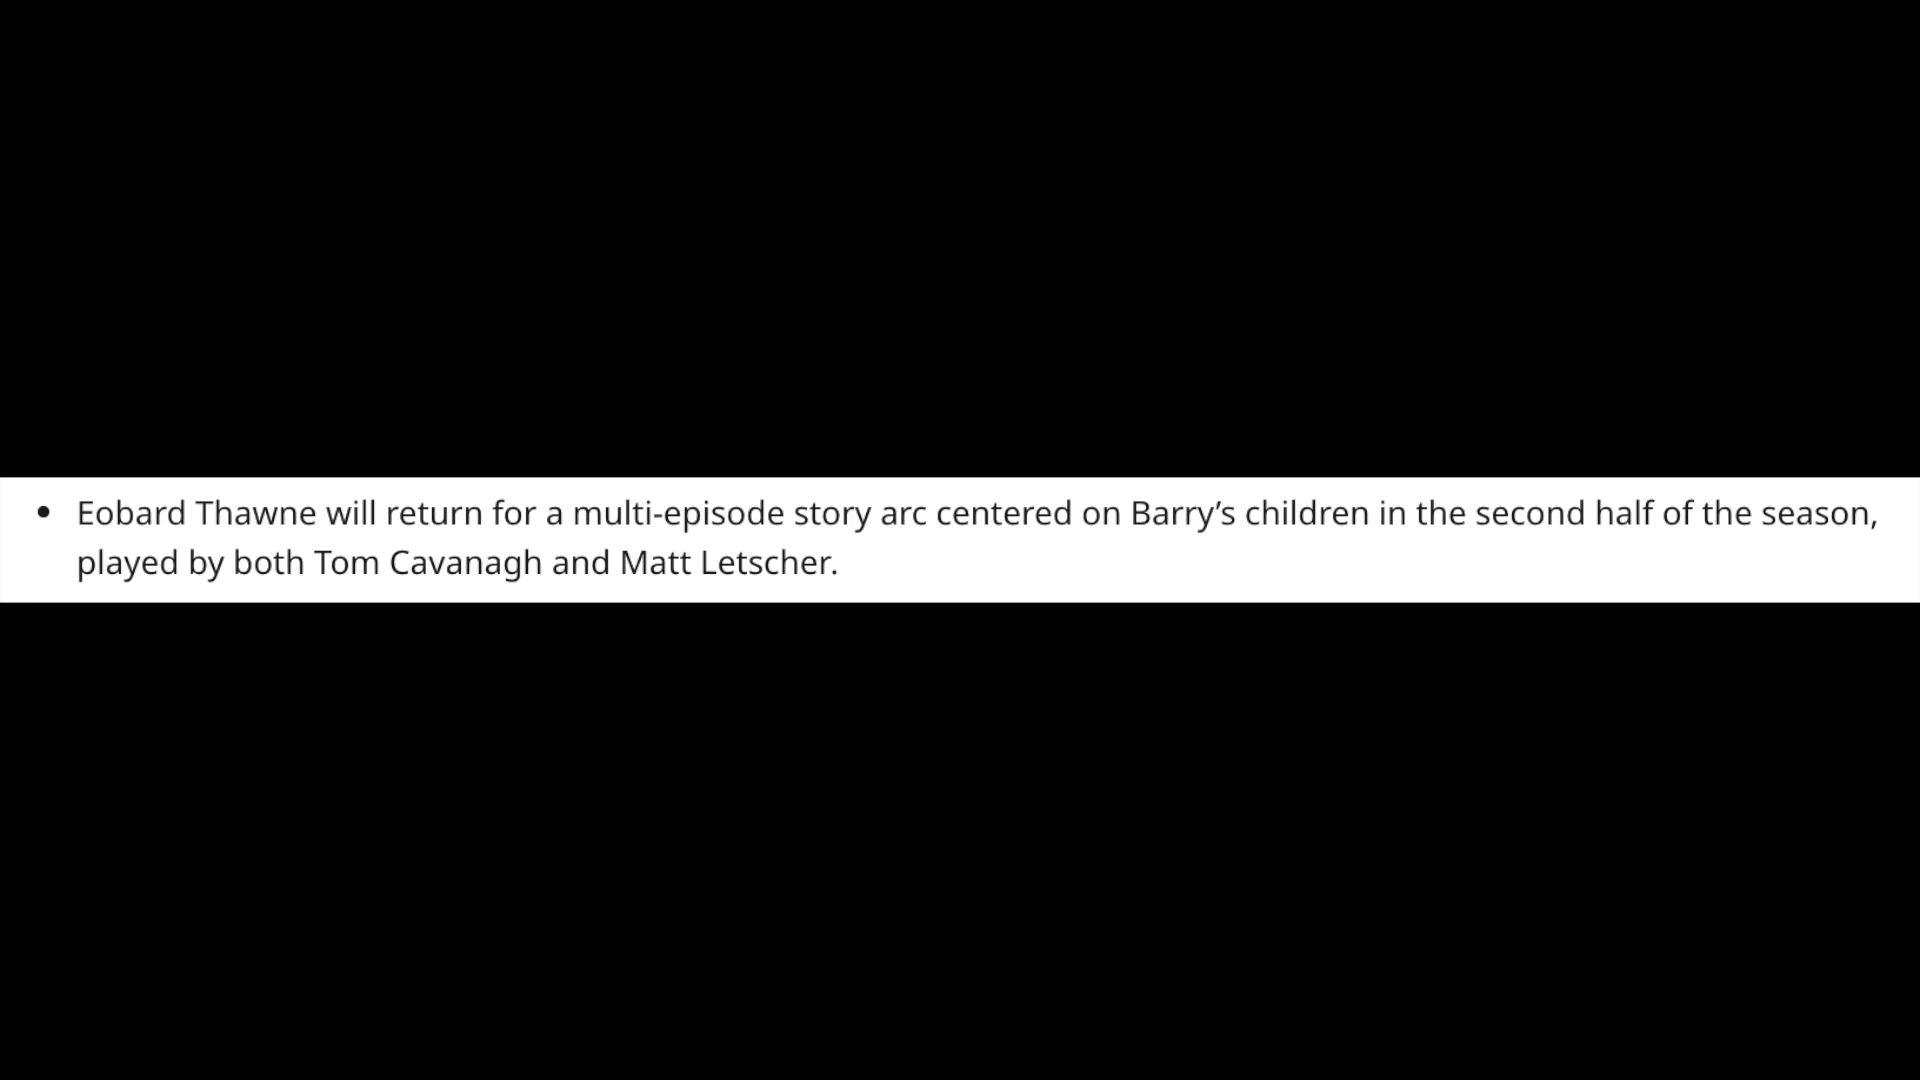 • Eobard Thawne will return for a multi-episode story arc centered on Barry’s children in the second half of the season,
played by both Tom Cavanagh and Matt Letscher.